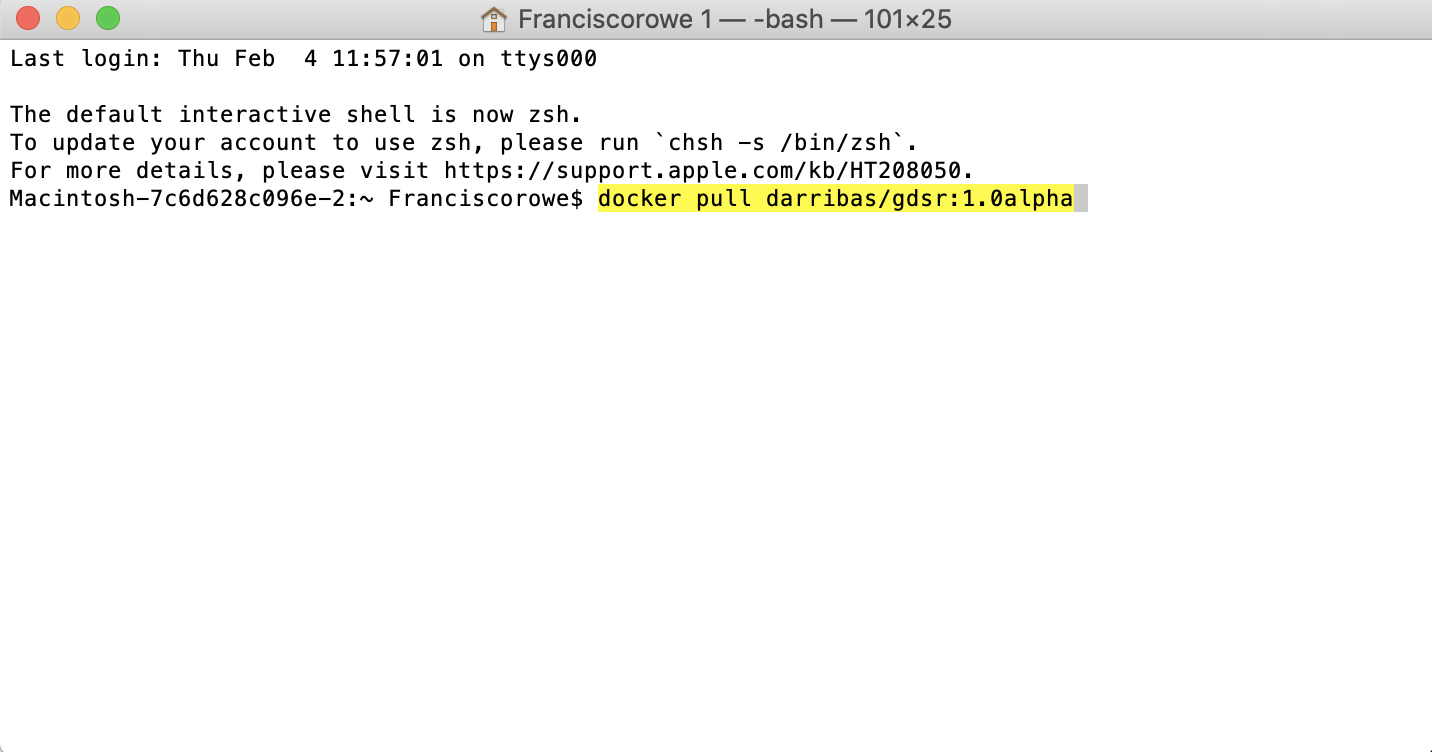 Franciscorowe 1 — -bash — 101×25
Last login: Thu Feb  4 11:57:01 on ttys000
The default interactive shell is now zsh.
To update your account to use zsh, please run `chsh -s /bin/zsh`.
For more details, please visit https://support.apple.com/kb/HT208050.
Macintosh-7c6d628c096e-2:~ Franciscorowe$ docker pull darribas/gdsr:1.0alpha